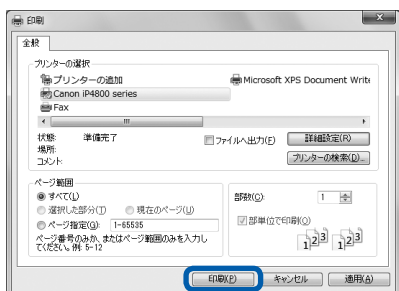 印刷
全般
プリンターの選択
プリンターの追加
Microsoft XPS Document Write
Canon iP4800 series
Fax
状態: 準備完了
ファイルへ出力(F)
詳細設定(R)
場所:
コメント:
プリンターの検索(D)...
ページ範囲
すべて(L)
部数(C): 1
選択した部分(T)
現在のページ(U)
部単位で印刷(O)
ページ指定(G): 1-65535
ページ番号のみか、またはページ範囲のみを入力し
てください。例: 5-12
1 1 2 2 3 3
印刷(P)
キャンセル
適用(A)